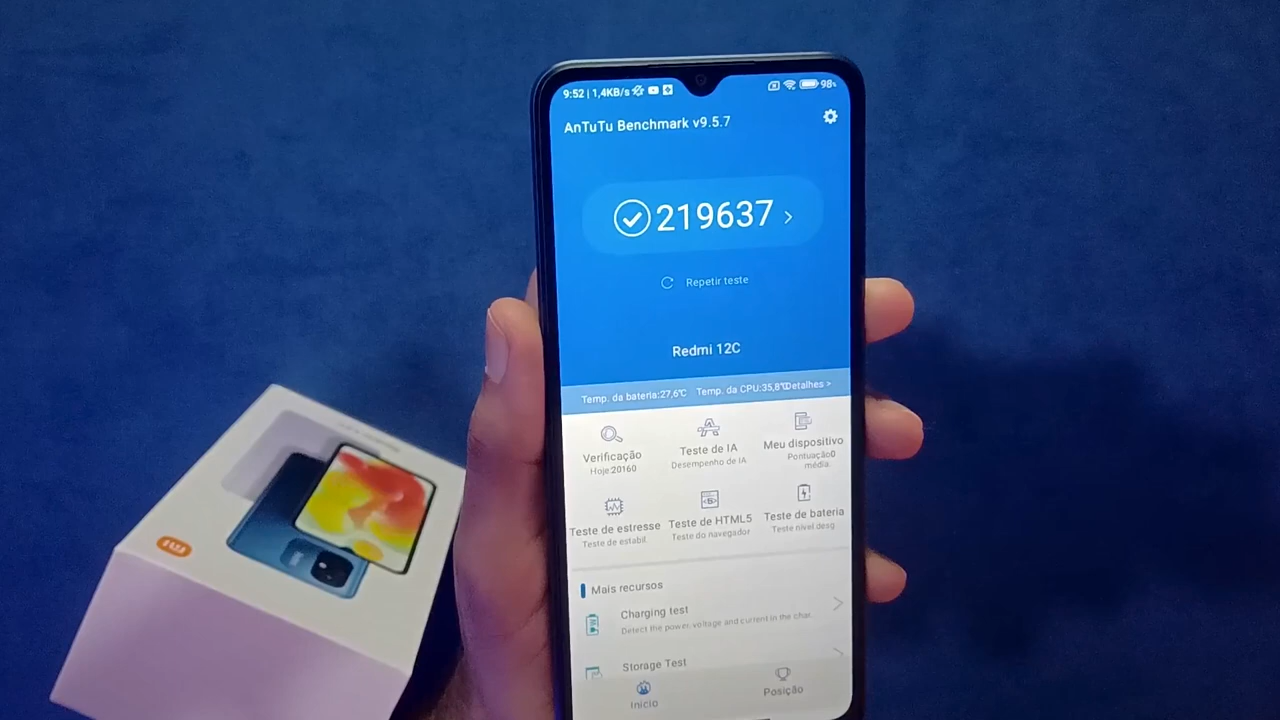 9:52 | 1,4KB/s
98%
AnTuTu Benchmark v9.5.7
219637
Repetir teste
Redmi 12C
Temp. da bateria:27,6℃ Temp. da CPU:35,8℃ Detalhes >
Verificação
Hoje20160
Teste de IA
Desempenho de IA
Meu dispositivo
Pontuação0
média.
Teste de estresse
Teste de estabil.
Teste de HTML5
Teste do navegador
Teste de bateria
Teste nível desg
Mais recursos
Charging test
Detect the power, voltage and current in the char.
Storage Test
Início
Posição